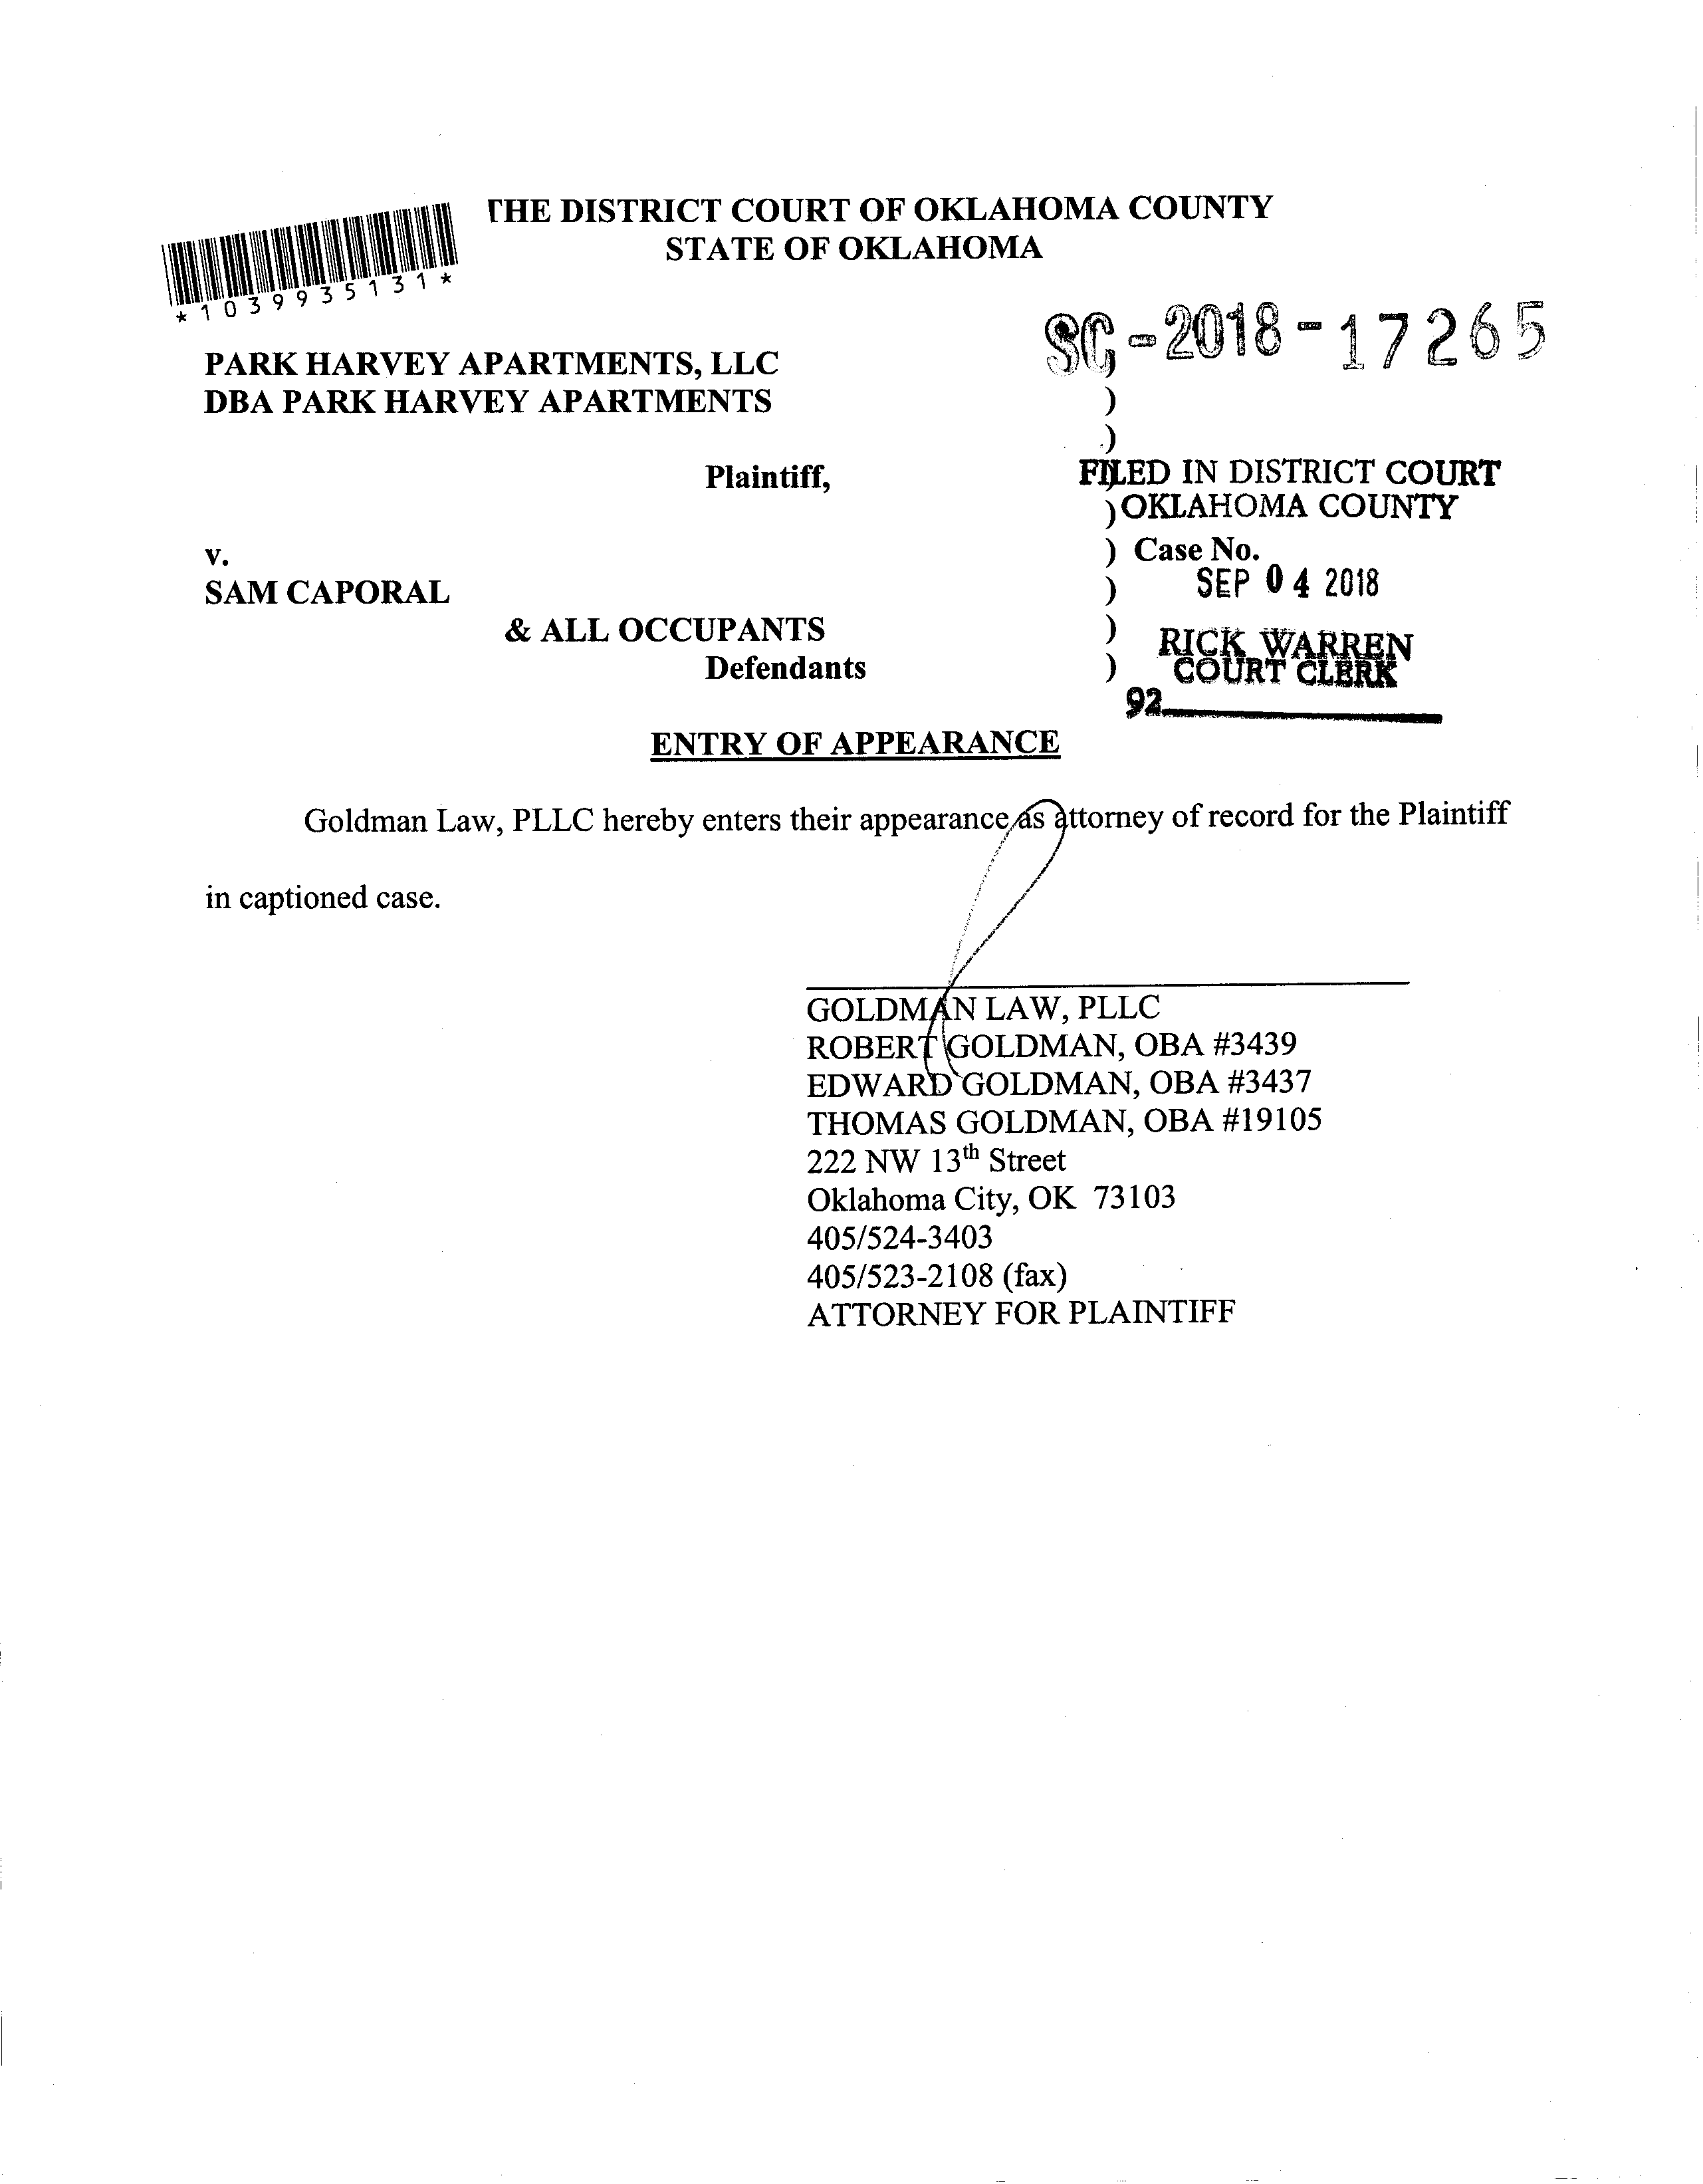 THE DISTRICT COURT OF OKLAHOMA COUNTY
STATE OF OKLAHOMA
*1039935131*
SC-2018-17265
PARK HARVEY APARTMENTS, LLC )
DBA PARK HARVEY APARTMENTS )
)
Plaintiff, )
FILED IN DISTRICT COURT
) OKLAHOMA COUNTY
v. ) Case No.
SEP 04 2018
SAM CAPORAL )
& ALL OCCUPANTS )
RICK WARREN
Defendants )
COURT CLERK
92
ENTRY OF APPEARANCE
Goldman Law, PLLC hereby enters their appearance as attorney of record for the Plaintiff
in captioned case.
GOLDMAN LAW, PLLC
ROBERT GOLDMAN, OBA #3439
EDWARD GOLDMAN, OBA #3437
THOMAS GOLDMAN, OBA #19105
222 NW 13th Street
Oklahoma City, OK 73103
405/524-3403
405/523-2108 (fax)
ATTORNEY FOR PLAINTIFF